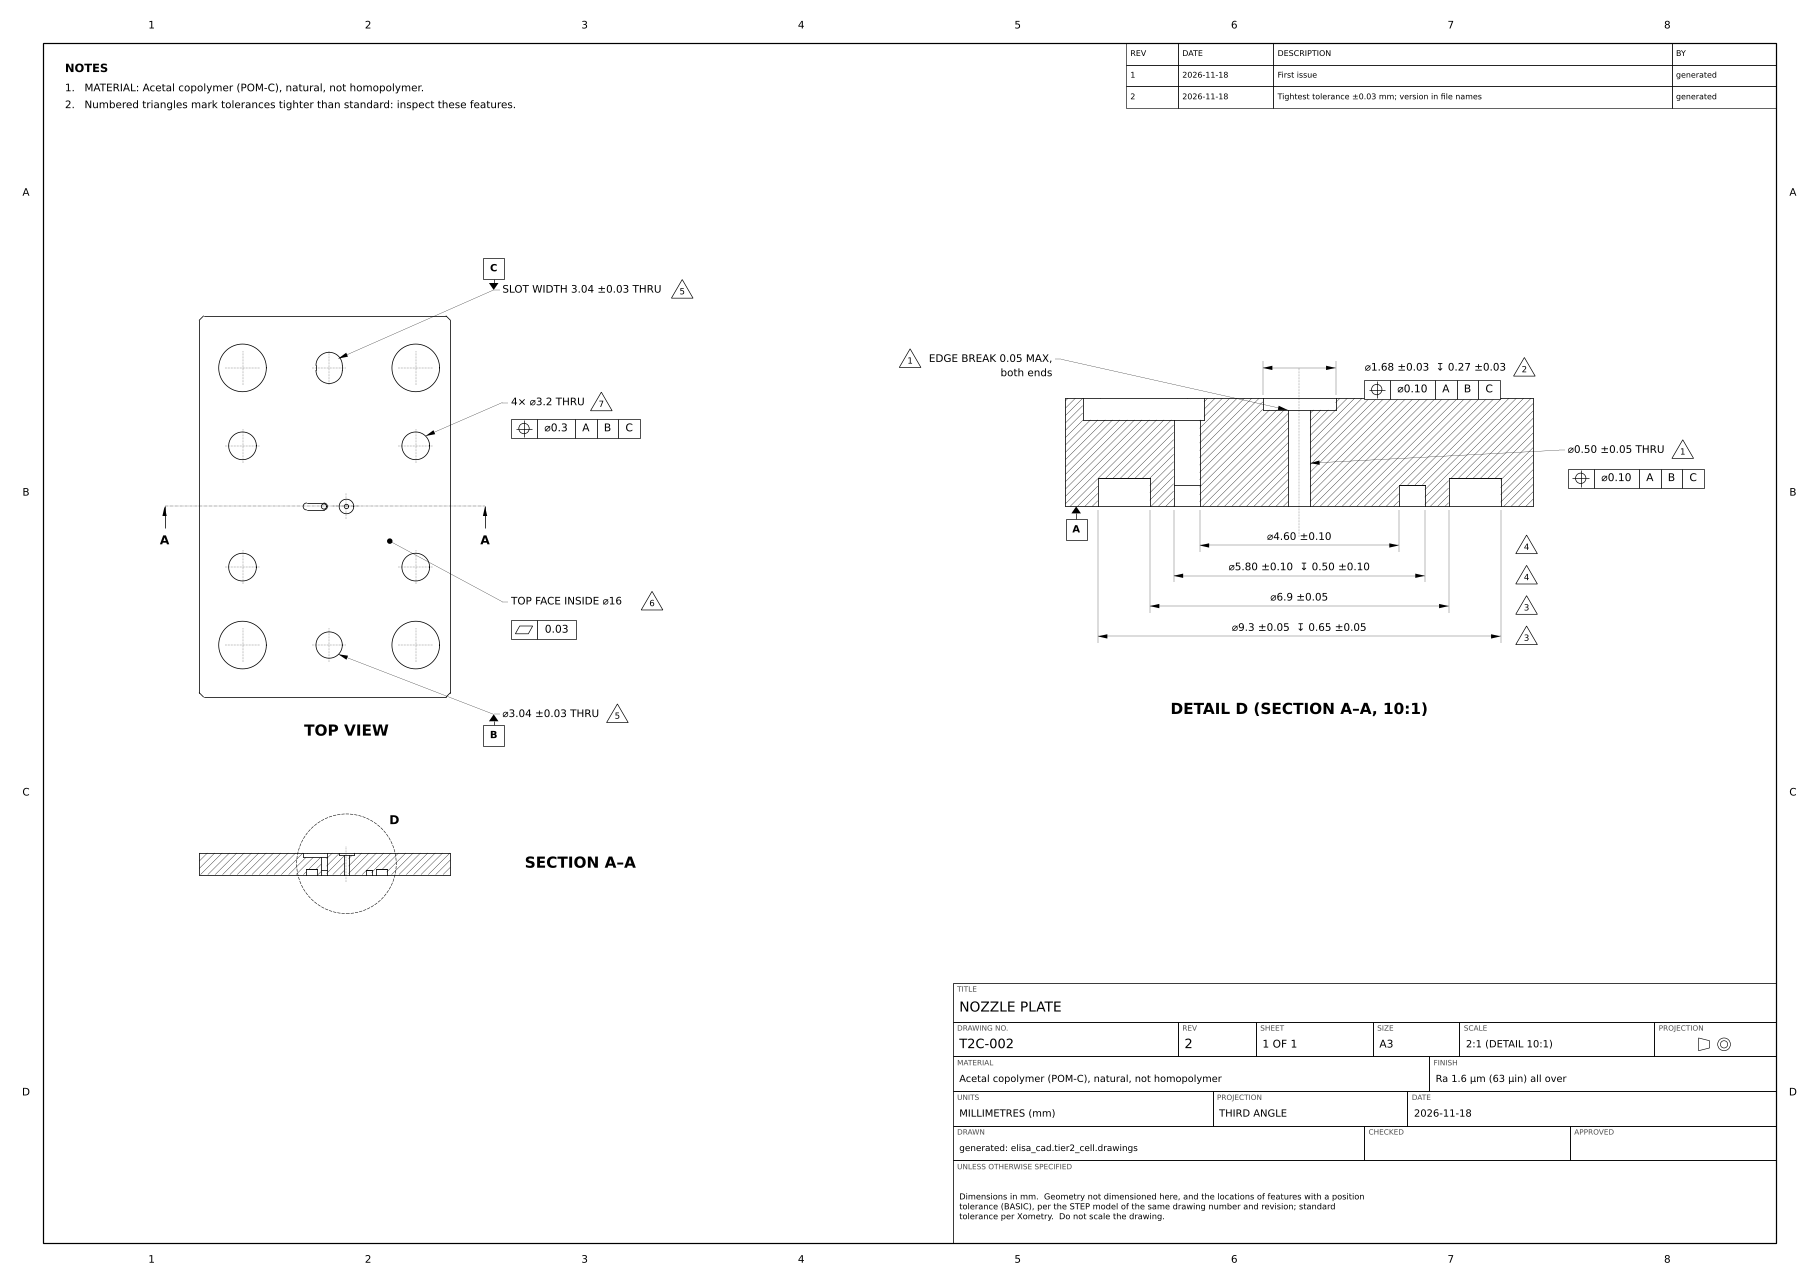 1 2 3 4 5 6 7 8
NOTES
1. MATERIAL: Acetal copolymer (POM-C), natural, not homopolymer.
2. Numbered triangles mark tolerances tighter than standard: inspect these features.
REV DATE DESCRIPTION BY
1 2026-11-18 First issue generated
2 2026-11-18 Tightest tolerance ±0.03 mm; version in file names generated
A A
C
SLOT WIDTH 3.04 ±0.03 THRU 5
4× ⌀3.2 THRU 7
⌖ ⌀0.3 A B C
A A
TOP FACE INSIDE ⌀16 6
⏥ 0.03
⌀3.04 ±0.03 THRU 5
B
TOP VIEW
1 EDGE BREAK 0.05 MAX,
both ends
⌀1.68 ±0.03 ↧ 0.27 ±0.03 2
⌖ ⌀0.10 A B C
⌀0.50 ±0.05 THRU 1
⌖ ⌀0.10 A B C
B B
A
⌀4.60 ±0.10 4
⌀5.80 ±0.10 ↧ 0.50 ±0.10 4
⌀6.9 ±0.05 3
⌀9.3 ±0.05 ↧ 0.65 ±0.05 3
DETAIL D (SECTION A–A, 10:1)
C C
D
SECTION A–A
TITLE
NOZZLE PLATE
DRAWING NO. REV SHEET SIZE SCALE PROJECTION
T2C-002 2 1 OF 1 A3 2:1 (DETAIL 10:1)
MATERIAL FINISH
Acetal copolymer (POM-C), natural, not homopolymer Ra 1.6 µm (63 µin) all over
D D
UNITS PROJECTION DATE
MILLIMETRES (mm) THIRD ANGLE 2026-11-18
DRAWN CHECKED APPROVED
generated: elisa_cad.tier2_cell.drawings
UNLESS OTHERWISE SPECIFIED
Dimensions in mm. Geometry not dimensioned here, and the locations of features with a position
tolerance (BASIC), per the STEP model of the same drawing number and revision; standard
tolerance per Xometry. Do not scale the drawing.
1 2 3 4 5 6 7 8